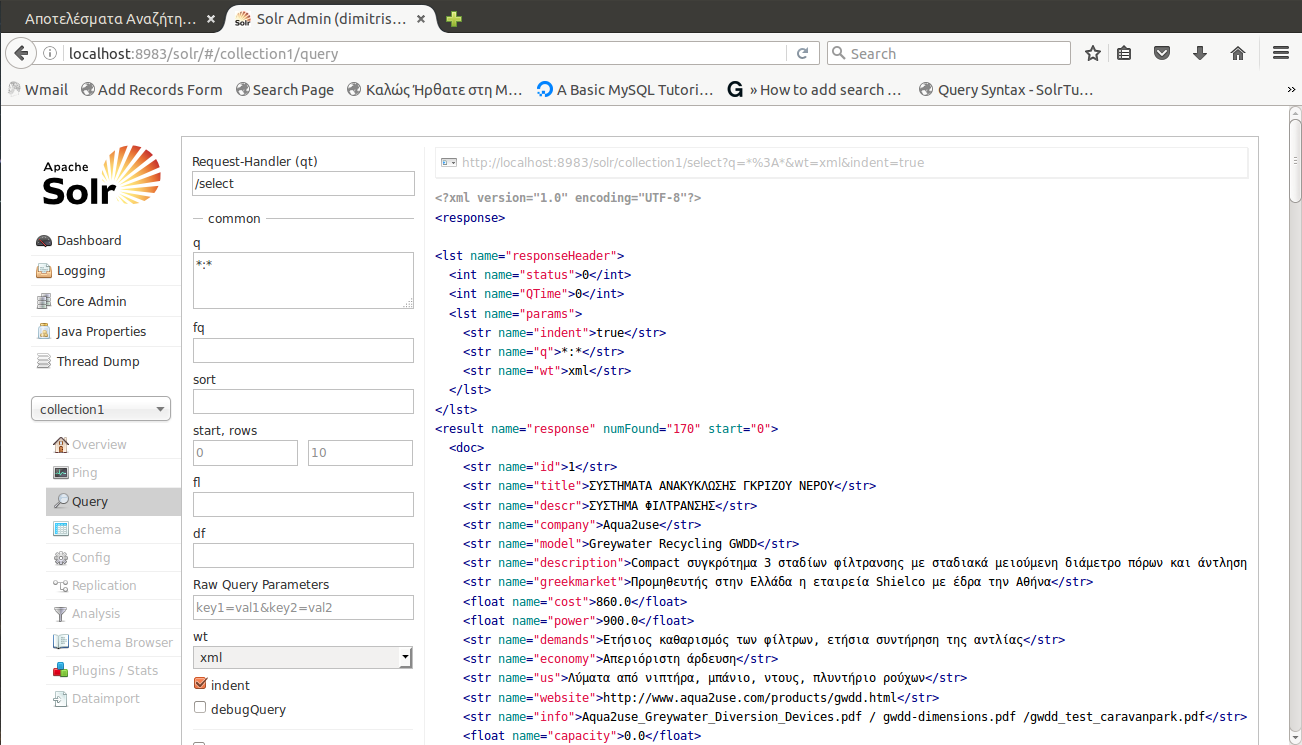 Αποτελέσματα Αναζήτη... × Solr Admin (dimitris... ×
localhost:8983/solr/#/collection1/query Search
Wmail Add Records Form Search Page Καλώς Ήρθατε στη Μ... A Basic MySQL Tutori... G » How to add search ... Query Syntax - SolrTu... »
Apache
Solr
Dashboard
Logging
Core Admin
Java Properties
Thread Dump
collection1
Overview
Ping
Query
Schema
Config
Replication
Analysis
Schema Browser
Plugins / Stats
Dataimport
Request-Handler (qt)
/select
common
q
*:*
fq
sort
start, rows
0 10
fl
df
Raw Query Parameters
key1=val1&key2=val2
wt
xml
indent
debugQuery
http://localhost:8983/solr/collection1/select?q=*%3A*&wt=xml&indent=true
<?xml version="1.0" encoding="UTF-8"?>
<response>
<lst name="responseHeader">
<int name="status">0</int>
<int name="QTime">0</int>
<lst name="params">
<str name="indent">true</str>
<str name="q">*:*</str>
<str name="wt">xml</str>
</lst>
</lst>
<result name="response" numFound="170" start="0">
<doc>
<str name="id">1</str>
<str name="title">ΣΥΣΤΗΜΑΤΑ ΑΝΑΚΥΚΛΩΣΗΣ ΓΚΡΙΖΟΥ ΝΕΡΟΥ</str>
<str name="descr">ΣΥΣΤΗΜΑ ΦΙΛΤΡΑΝΣΗΣ</str>
<str name="company">Aqua2use</str>
<str name="model">Greywater Recycling GWDD</str>
<str name="description">Compact συγκρότημα 3 σταδίων φίλτρανσης με σταδιακά μειούμενη διάμετρο πόρων και άντληση
<str name="greekmarket">Προμηθευτής στην Ελλάδα η εταιρεία Shielco με έδρα την Αθήνα</str>
<float name="cost">860.0</float>
<float name="power">900.0</float>
<str name="demands">Ετήσιος καθαρισμός των φίλτρων, ετήσια συντήρηση της αντλίας</str>
<str name="economy">Απεριόριστη άρδευση</str>
<str name="us">Λύματα από νιπτήρα, μπάνιο, ντους, πλυντήριο ρούχων</str>
<str name="website">http://www.aqua2use.com/products/gwdd.html</str>
<str name="info">Aqua2use_Greywater_Diversion_Devices.pdf / gwdd-dimensions.pdf /gwdd_test_caravanpark.pdf</str>
<float name="capacity">0.0</float>